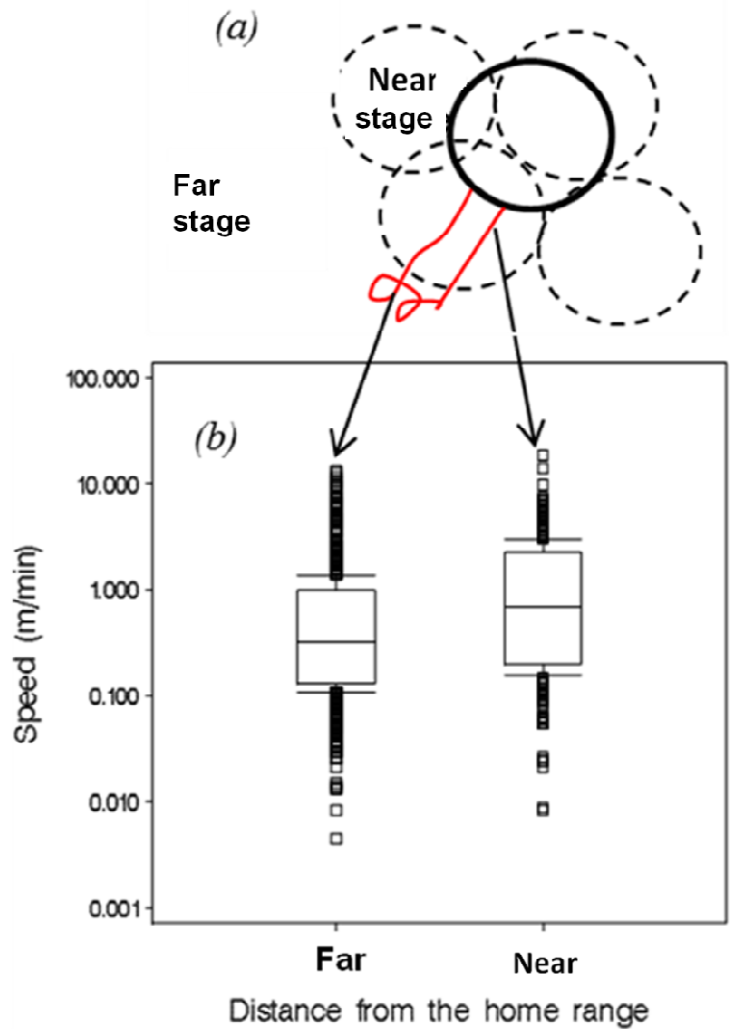 (a)
Near
stage
Far
stage
100.000
(b)
10.000
1.000
0.100
0.010
0.001
Speed (m/min)
Far
Near
Distance from the home range